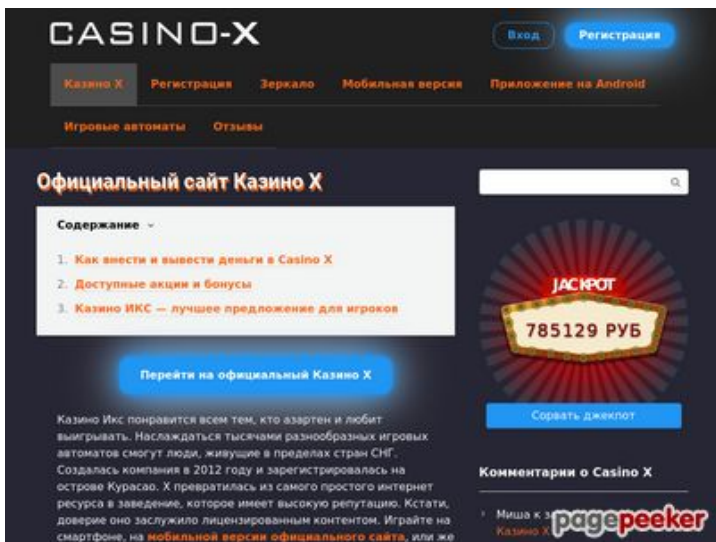 CASINO-X
Вход
Регистрация
Казино X
Регистрация
Зеркало
Мобильная версия
Приложение на Android
Игровые автоматы
Отзывы
Официальный сайт Казино X
Содержание
1. Как внести и вывести деньги в Casino X
2. Доступные акции и бонусы
3. Казино ИКС — лучшее предложение для игроков
Перейти на официальный Казино X
Казино Икс понравится всем тем, кто азартен и любит
выигрывать. Наслаждаться тысячами разнообразных игровых
автоматов смогут люди, живущие в пределах стран СНГ.
Создалась компания в 2012 году и зарегистрировалась на
острове Курасао. X превратилась из самого простого интернет
ресурса в заведение, которое имеет высокую репутацию. Кстати,
доверие оно заслужило лицензированным контентом. Играйте на
смартфоне, на мобильной версии официального сайта, или же
JACKPOT
785129 РУБ
Сорвать джекпот
Комментарии о Casino X
Миша к
Казино X
pagepeeker